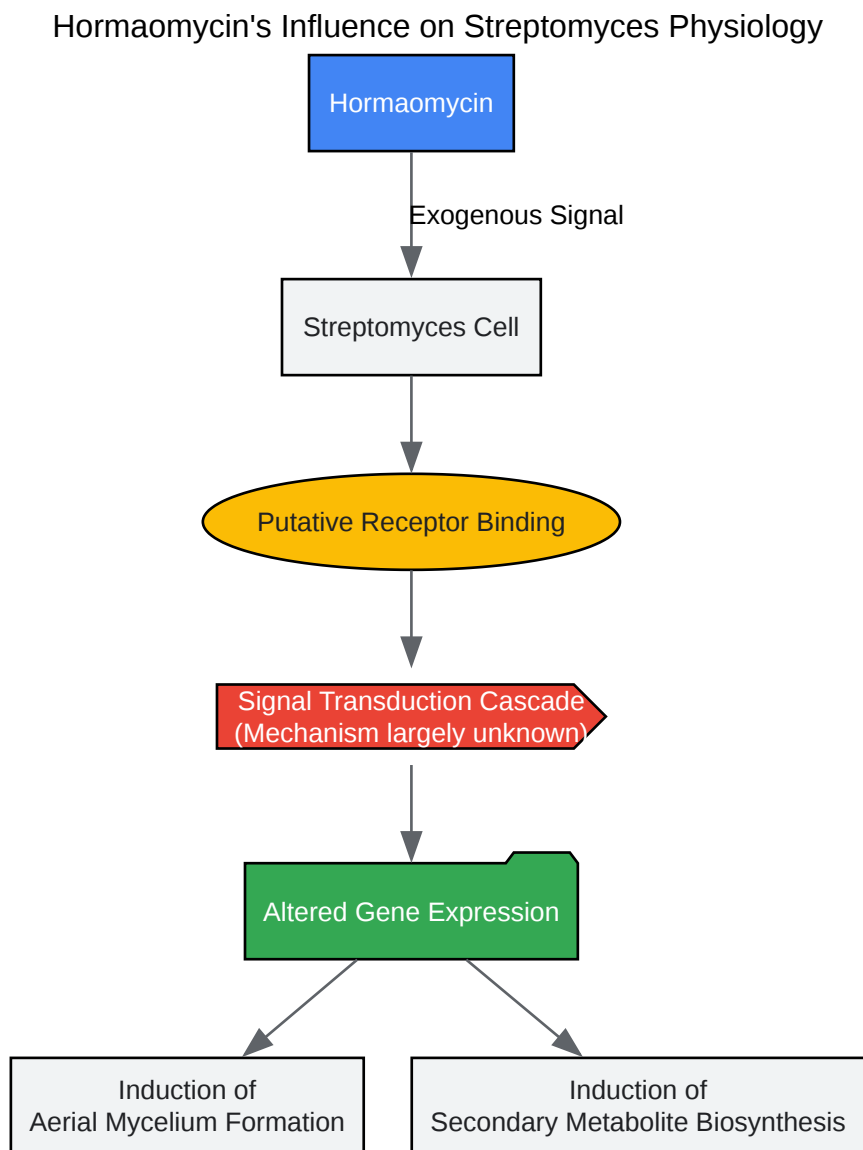 Hormaomycin's Influence on Streptomyces Physiology
Hormaomycin
Exogenous Signal
Streptomyces Cell
Putative Receptor Binding
Signal Transduction Cascade
(Mechanism largely unknown)
Altered Gene Expression
Induction of
Aerial Mycelium Formation
Induction of
Secondary Metabolite Biosynthesis